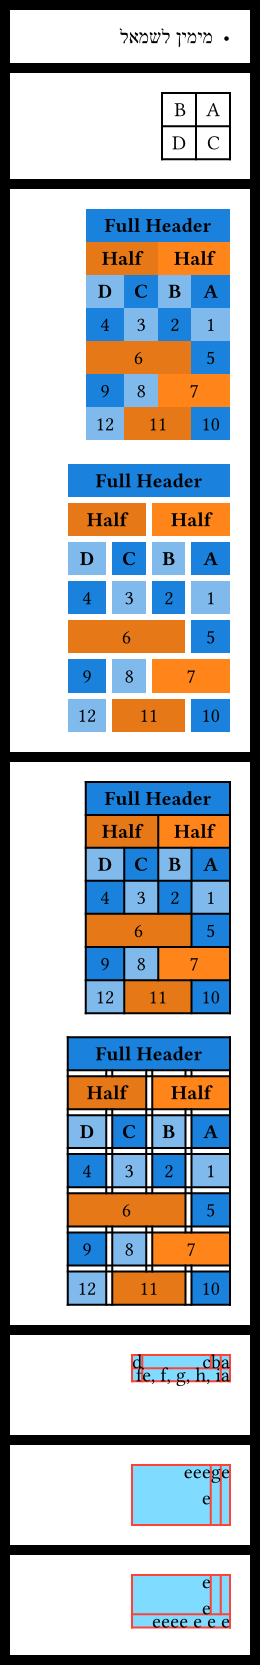 • מימין לשמאל
A B
C D
Full Header
Half Half
A B C D
1 2 3 4
5 6
7 8 9
10 11 12
Full Header
Half Half
A B C D
1 2 3 4
5 6
7 8 9
10 11 12
Full Header
Half Half
A B C D
1 2 3 4
5 6
7 8 9
10 11 12
Full Header
Half Half
A B C D
1 2 3 4
5 6
7 8 9
10 11 12
d cba
fe, f, g, h, ia
eeege
e
e
e
eeee e e e